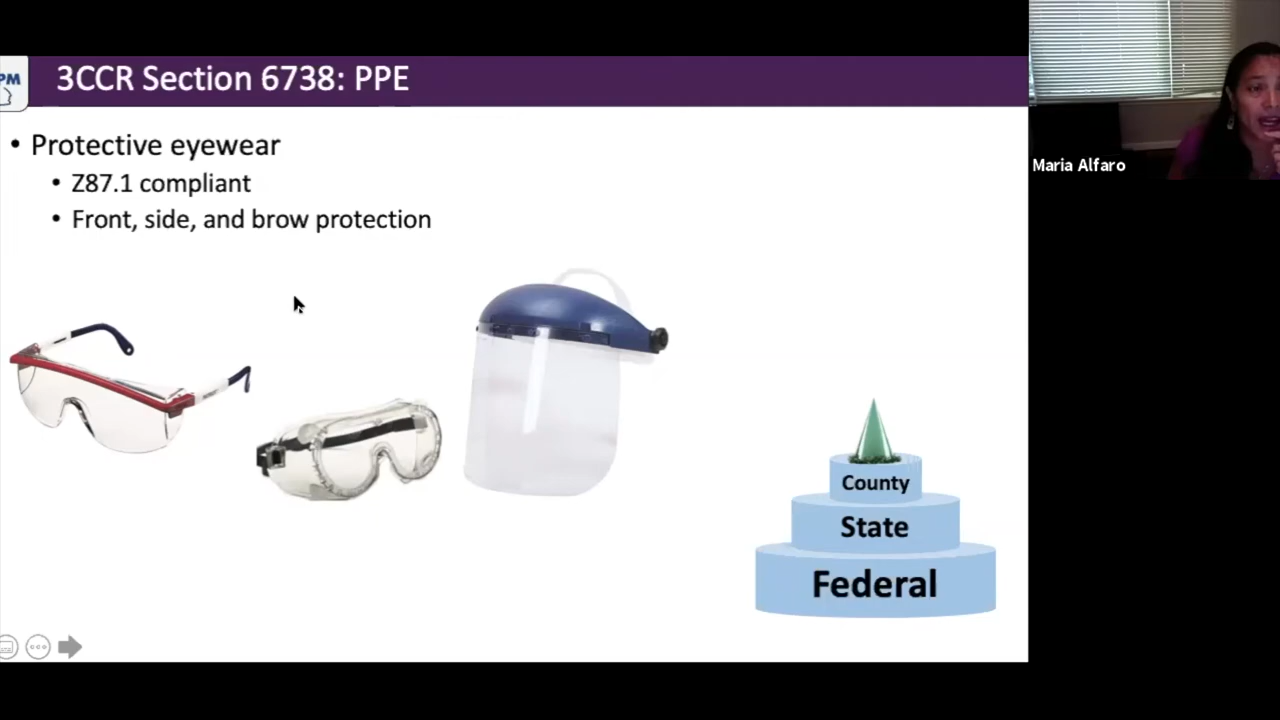 PM
3CCR Section 6738: PPE
• Protective eyewear
• Z87.1 compliant
• Front, side, and brow protection
Maria Alfaro
County
State
Federal